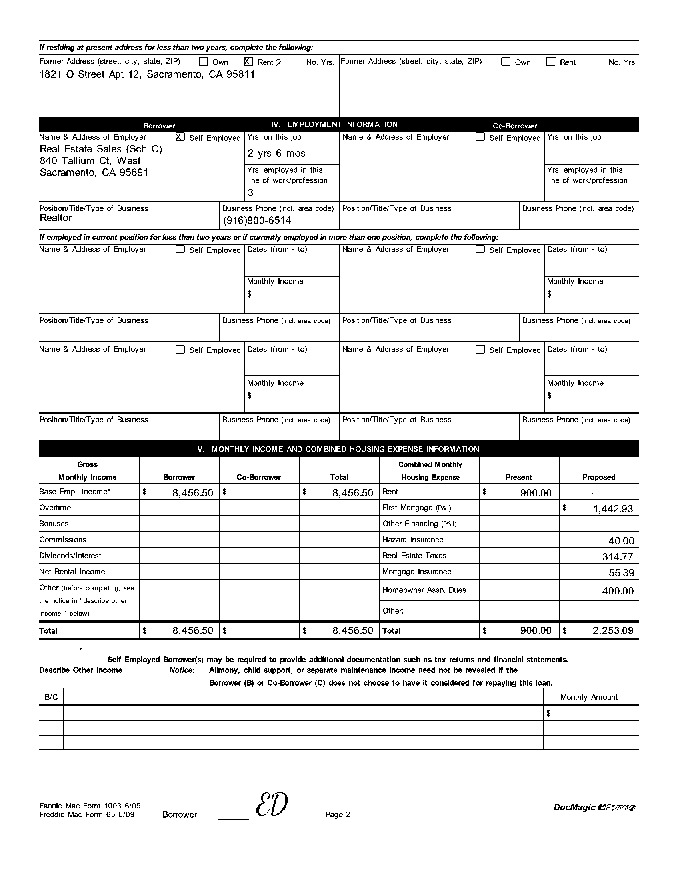 If residing at present address for less than two years, complete the following:
Former Address (street, city, state, ZIP) Own X Rent 2 No. Yrs. Former Address (street, city, state, ZIP) Own Rent No. Yrs.
1821 O Street Apt 12, Sacramento, CA 95811
Borrower IV. EMPLOYMENT INFORMATION Co-Borrower
Name & Address of Employer X Self Employed Yrs. on this job Name & Address of Employer Self Employed Yrs. on this job
Real Estate Sales (Sch C)
840 Tallium Ct, West
Sacramento, CA 95691
2 yrs 6 mos
Yrs. employed in this line of work/profession Yrs. employed in this line of work/profession
3
Position/Title/Type of Business Business Phone (incl. area code) Position/Title/Type of Business Business Phone (incl. area code)
Realtor (916)800-6514
If employed in current position for less than two years or if currently employed in more than one position, complete the following:
Name & Address of Employer Self Employed Dates (from - to) Name & Address of Employer Self Employed Dates (from - to)
Monthly Income Monthly Income
$ $
Position/Title/Type of Business Business Phone (incl. area code) Position/Title/Type of Business Business Phone (incl. area code)
Name & Address of Employer Self Employed Dates (from - to) Name & Address of Employer Self Employed Dates (from - to)
Monthly Income Monthly Income
$ $
Position/Title/Type of Business Business Phone (incl. area code) Position/Title/Type of Business Business Phone (incl. area code)
V. MONTHLY INCOME AND COMBINED HOUSING EXPENSE INFORMATION
Gross Monthly Income Borrower Co-Borrower Total Combined Monthly Housing Expense Present Proposed
Base Empl. Income* $ 8,456.50 $ $ 8,456.50 Rent $ 900.00
Overtime First Mortgage (P&I) $ 1,442.93
Bonuses Other Financing (P&I)
Commissions Hazard Insurance 40.00
Dividends/Interest Real Estate Taxes 314.77
Net Rental Income Mortgage Insurance 55.39
Other (before completing, see the notice in "describe other income," below) Homeowner Assn. Dues 400.00
Other:
Total $ 8,456.50 $ $ 8,456.50 Total $ 900.00 $ 2,253.09
* Self Employed Borrower(s) may be required to provide additional documentation such as tax returns and financial statements.
Describe Other Income Notice: Alimony, child support, or separate maintenance income need not be revealed if the
Borrower (B) or Co-Borrower (C) does not choose to have it considered for repaying this loan.
B/C Monthly Amount
$
Fannie Mae Form 1003 6/05
Freddie Mac Form 65 6/05 Borrower ED Page 2
DocMagic